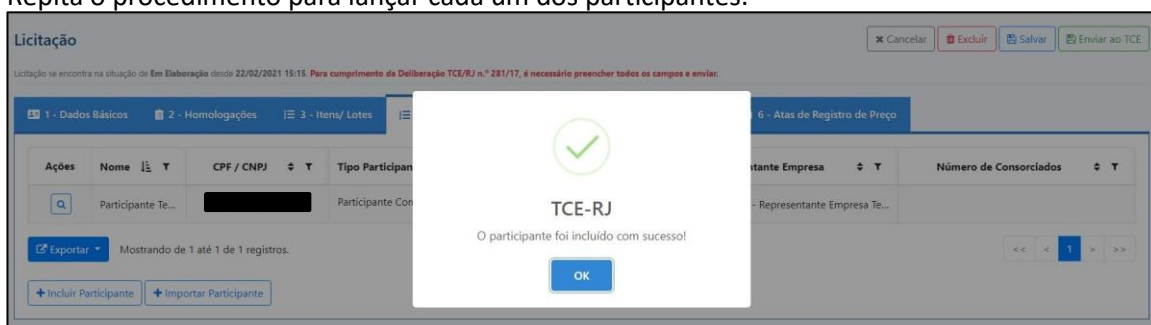 Repita o procedimento para lançar cada um dos participantes.
Licitação
Cancelar Excluir Salvar Enviar ao TCE
Licitação se encontra na situação de Em Elaboração desde 22/02/2021 15:15. Para cumprimento da Deliberação TCE/RJ n.º 281/17, é necessário preencher todos os campos e enviar.
1 - Dados Básicos 2 - Homologações 3 - Itens/ Lotes 6 - Atas de Registro de Preço
Ações Nome CPF / CNPJ Tipo Participan tante Empresa Número de Consorciados
Participante Te... Participante Con - Representante Empresa Te...
TCE-RJ
O participante foi incluído com sucesso!
OK
Exportar Mostrando de 1 até 1 de 1 registros. << < 1 > >>
+ Incluir Participante + Importar Participante